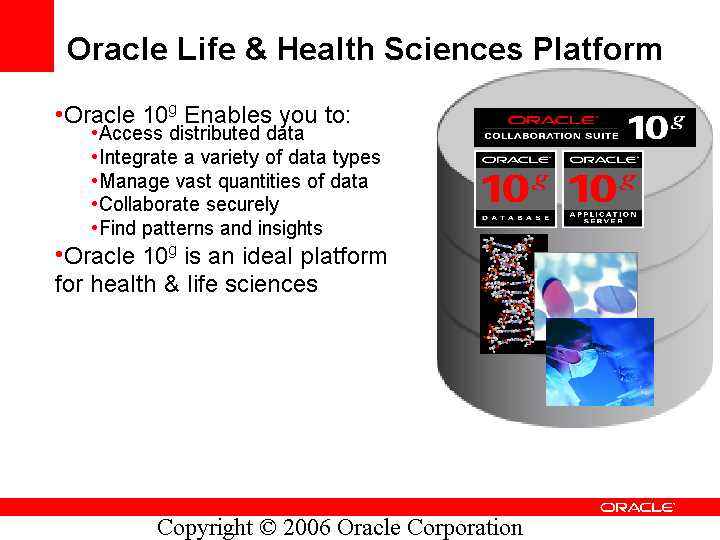 Oracle Life & Health Sciences Platform
•Oracle 10g Enables you to:
•Access distributed data
•Integrate a variety of data types
•Manage vast quantities of data
•Collaborate securely
•Find patterns and insights
•Oracle 10g is an ideal platform
for health & life sciences
ORACLE
COLLABORATION SUITE 10g
ORACLE
10g
DATABASE
ORACLE
10g
APPLICATION
SERVER
ORACLE
Copyright © 2006 Oracle Corporation